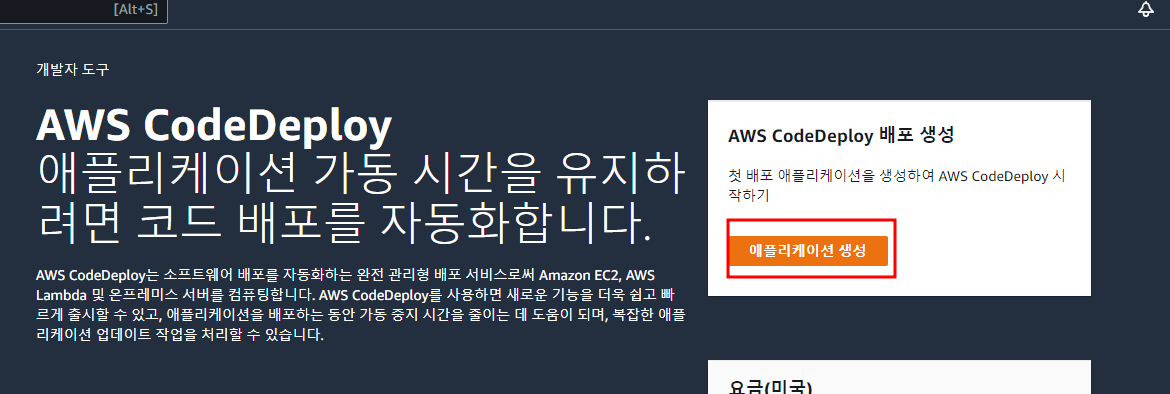 [Alt+S]
개발자 도구
AWS CodeDeploy
애플리케이션 가동 시간을 유지하
려면 코드 배포를 자동화합니다.
AWS CodeDeploy는 소프트웨어 배포를 자동화하는 완전 관리형 배포 서비스로써 Amazon EC2, AWS
Lambda 및 온프레미스 서버를 컴퓨팅합니다. AWS CodeDeploy를 사용하면 새로운 기능을 더욱 쉽고 빠
르게 출시할 수 있고, 애플리케이션을 배포하는 동안 가동 중지 시간을 줄이는 데 도움이 되며, 복잡한 애플
리케이션 업데이트 작업을 처리할 수 있습니다.
AWS CodeDeploy 배포 생성
첫 배포 애플리케이션을 생성하여 AWS CodeDeploy 시
작하기
애플리케이션 생성
요금(미국)